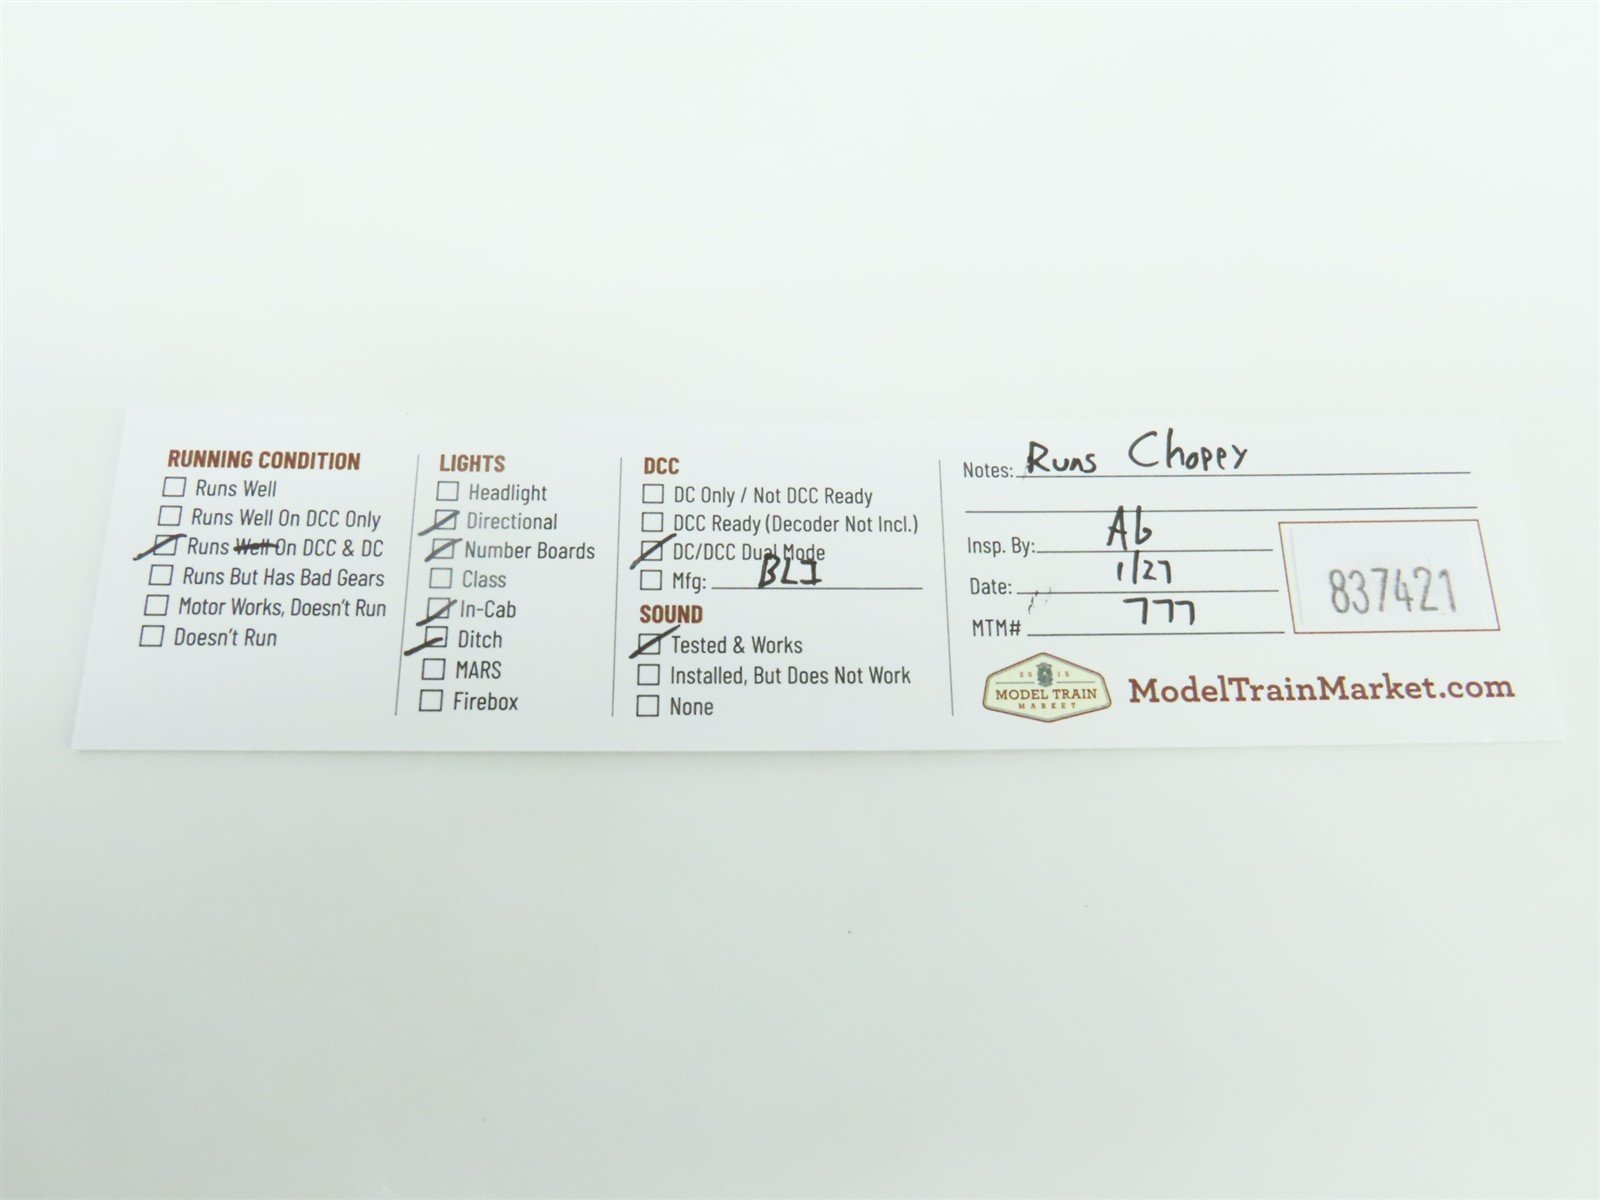 RUNNING CONDITION
Runs Well
Runs Well On DCC Only
Runs Well On DCC & DC
Runs But Has Bad Gears
Motor Works, Doesn't Run
Doesn't Run
LIGHTS
Headlight
Directional
Number Boards
Class
In-Cab
Ditch
MARS
Firebox
DCC
DC Only / Not DCC Ready
DCC Ready (Decoder Not Incl.)
DC/DCC Dual Mode
Mfg: BLI
SOUND
Tested & Works
Installed, But Does Not Work
None
Notes: Runs Choppy
Insp. By: AG
Date: 1/27
MTM# 777
837421
2015
MODEL TRAIN
MARKET
ModelTrainMarket.com